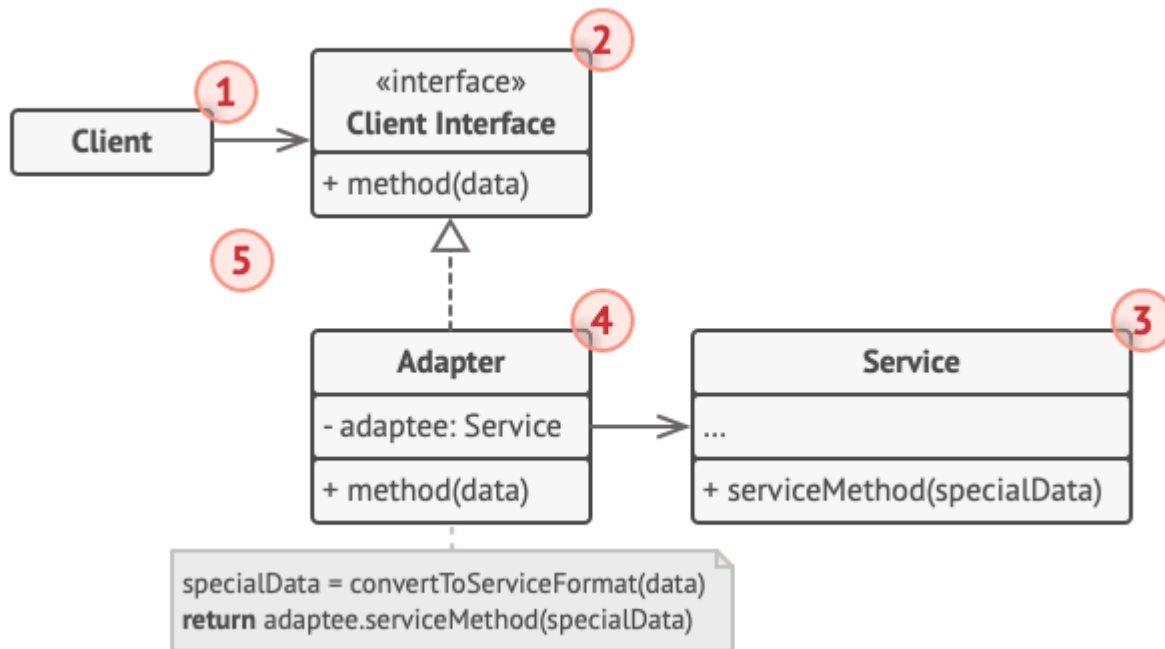 1
Client
2
«interface»
Client Interface
+ method(data)
5
4
Adapter
- adaptee: Service
+ method(data)
3
Service
...
+ serviceMethod(specialData)
specialData = convertToServiceFormat(data)
return adaptee.serviceMethod(specialData)